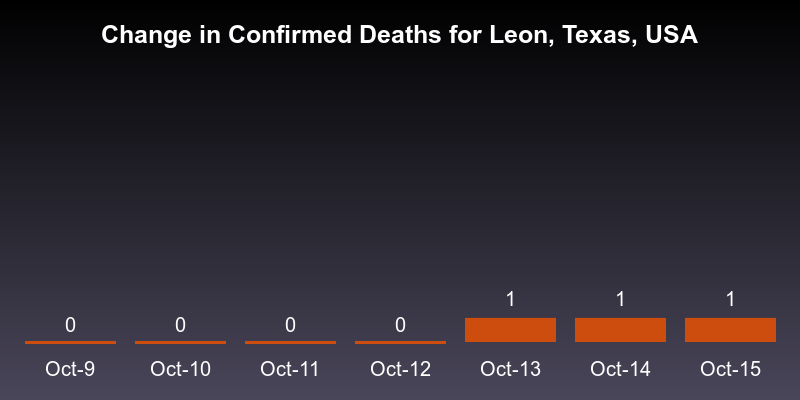 Change in Confirmed Deaths for Leon, Texas, USA
1 1 1
0 0 0 0
Oct-9 Oct-10 Oct-11 Oct-12 Oct-13 Oct-14 Oct-15